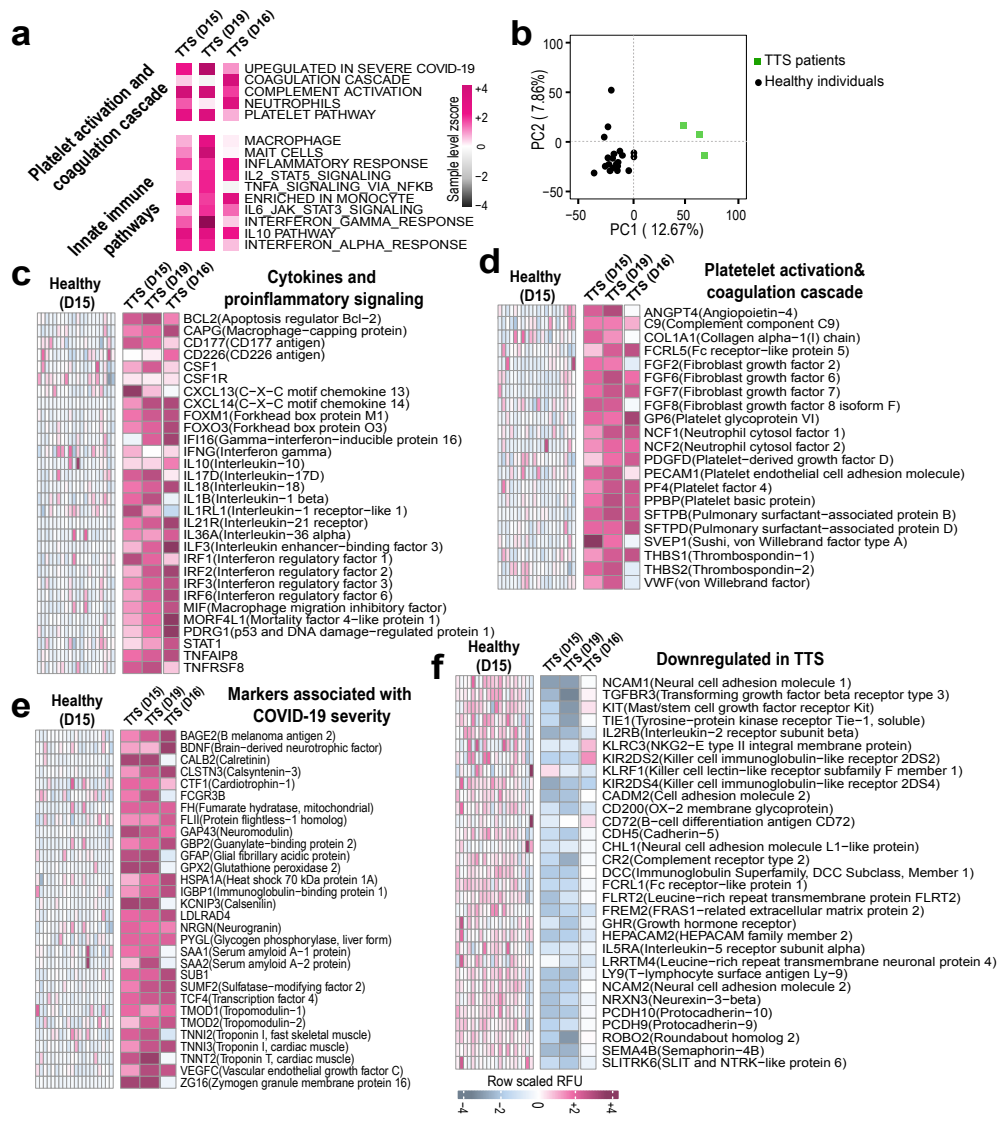 a
TTS (D15)
TTS (D19)
TTS (D16)
Platelet activation and
coagulation cascade
UPEGULATED IN SEVERE COVID-19
COAGULATION CASCADE
COMPLEMENT ACTIVATION
NEUTROPHILS
PLATELET PATHWAY
Innate immune
pathways
MACROPHAGE
MAIT CELLS
INFLAMMATORY RESPONSE
IL2_STAT5_SIGNALING
TNFA_SIGNALING_VIA_NFKB
ENRICHED IN MONOCYTE
IL6_JAK_STAT3_SIGNALING
INTERFERON_GAMMA_RESPONSE
IL10 PATHWAY
INTERFERON_ALPHA_RESPONSE
Sample level zscore
+4
+2
0
−2
−4
b
PC2 ( 7.86%)
100
50
0
−50
−50
0
50
100
PC1 ( 12.67%)
TTS patients
Healthy individuals
c
Healthy
(D15)
TTS (D15)
TTS (D19)
TTS (D16)
Cytokines and
proinflammatory signaling
BCL2(Apoptosis regulator Bcl−2)
CAPG(Macrophage−capping protein)
CD177(CD177 antigen)
CD226(CD226 antigen)
CSF1
CSF1R
CXCL13(C−X−C motif chemokine 13)
CXCL14(C−X−C motif chemokine 14)
FOXM1(Forkhead box protein M1)
FOXO3(Forkhead box protein O3)
IFI16(Gamma−interferon−inducible protein 16)
IFNG(Interferon gamma)
IL10(Interleukin−10)
IL17D(Interleukin−17D)
IL18(Interleukin−18)
IL1B(Interleukin−1 beta)
IL1RL1(Interleukin−1 receptor−like 1)
IL21R(Interleukin−21 receptor)
IL36A(Interleukin−36 alpha)
ILF3(Interleukin enhancer−binding factor 3)
IRF1(Interferon regulatory factor 1)
IRF2(Interferon regulatory factor 2)
IRF3(Interferon regulatory factor 3)
IRF6(Interferon regulatory factor 6)
MIF(Macrophage migration inhibitory factor)
MORF4L1(Mortality factor 4−like protein 1)
PDRG1(p53 and DNA damage−regulated protein 1)
STAT1
TNFAIP8
TNFRSF8
d
Healthy
(D15)
TTS (D15)
TTS (D19)
TTS (D16)
Platetelet activation&
coagulation cascade
ANGPT4(Angiopoietin−4)
C9(Complement component C9)
COL1A1(Collagen alpha−1(I) chain)
FCRL5(Fc receptor−like protein 5)
FGF2(Fibroblast growth factor 2)
FGF6(Fibroblast growth factor 6)
FGF7(Fibroblast growth factor 7)
FGF8(Fibroblast growth factor 8 isoform F)
GP6(Platelet glycoprotein VI)
NCF1(Neutrophil cytosol factor 1)
NCF2(Neutrophil cytosol factor 2)
PDGFD(Platelet−derived growth factor D)
PECAM1(Platelet endothelial cell adhesion molecule)
PF4(Platelet factor 4)
PPBP(Platelet basic protein)
SFTPB(Pulmonary surfactant−associated protein B)
SFTPD(Pulmonary surfactant−associated protein D)
SVEP1(Sushi, von Willebrand factor type A)
THBS1(Thrombospondin−1)
THBS2(Thrombospondin−2)
VWF(von Willebrand factor)
e
Healthy
(D15)
TTS (D15)
TTS (D19)
TTS (D16)
Markers associated with
COVID-19 severity
BAGE2(B melanoma antigen 2)
BDNF(Brain−derived neurotrophic factor)
CALB2(Calretinin)
CLSTN3(Calsyntenin−3)
CTF1(Cardiotrophin−1)
FCGR3B
FH(Fumarate hydratase, mitochondrial)
FLII(Protein flightless−1 homolog)
GAP43(Neuromodulin)
GBP2(Guanylate−binding protein 2)
GFAP(Glial fibrillary acidic protein)
GPX2(Glutathione peroxidase 2)
HSPA1A(Heat shock 70 kDa protein 1A)
IGBP1(Immunoglobulin−binding protein 1)
KCNIP3(Calsenilin)
LDLRAD4
NRGN(Neurogranin)
PYGL(Glycogen phosphorylase, liver form)
SAA1(Serum amyloid A−1 protein)
SAA2(Serum amyloid A−2 protein)
SUB1
SUMF2(Sulfatase−modifying factor 2)
TCF4(Transcription factor 4)
TMOD1(Tropomodulin−1)
TMOD2(Tropomodulin−2)
TNNI2(Troponin I, fast skeletal muscle)
TNNI3(Troponin I, cardiac muscle)
TNNT2(Troponin T, cardiac muscle)
VEGFC(Vascular endothelial growth factor C)
ZG16(Zymogen granule membrane protein 16)
f
Healthy
(D15)
TTS (D15)
TTS (D19)
TTS (D16)
Downregulated in TTS
NCAM1(Neural cell adhesion molecule 1)
TGFBR3(Transforming growth factor beta receptor type 3)
KIT(Mast/stem cell growth factor receptor Kit)
TIE1(Tyrosine−protein kinase receptor Tie−1, soluble)
IL2RB(Interleukin−2 receptor subunit beta)
KLRC3(NKG2−E type II integral membrane protein)
KIR2DS2(Killer cell immunoglobulin−like receptor 2DS2)
KLRF1(Killer cell lectin−like receptor subfamily F member 1)
KIR2DS4(Killer cell immunoglobulin−like receptor 2DS4)
CADM2(Cell adhesion molecule 2)
CD200(OX−2 membrane glycoprotein)
CD72(B−cell differentiation antigen CD72)
CDH5(Cadherin−5)
CHL1(Neural cell adhesion molecule L1−like protein)
CR2(Complement receptor type 2)
DCC(Immunoglobulin Superfamily, DCC Subclass, Member 1)
FCRL1(Fc receptor−like protein 1)
FLRT2(Leucine−rich repeat transmembrane protein FLRT2)
FREM2(FRAS1−related extracellular matrix protein 2)
GHR(Growth hormone receptor)
HEPACAM2(HEPACAM family member 2)
IL5RA(Interleukin−5 receptor subunit alpha)
LRRTM4(Leucine−rich repeat transmembrane neuronal protein 4)
LY9(T−lymphocyte surface antigen Ly−9)
NCAM2(Neural cell adhesion molecule 2)
NRXN3(Neurexin−3−beta)
PCDH10(Protocadherin−10)
PCDH9(Protocadherin−9)
ROBO2(Roundabout homolog 2)
SEMA4B(Semaphorin−4B)
SLITRK6(SLIT and NTRK−like protein 6)
Row scaled RFU
−4
−2
0
+2
+4